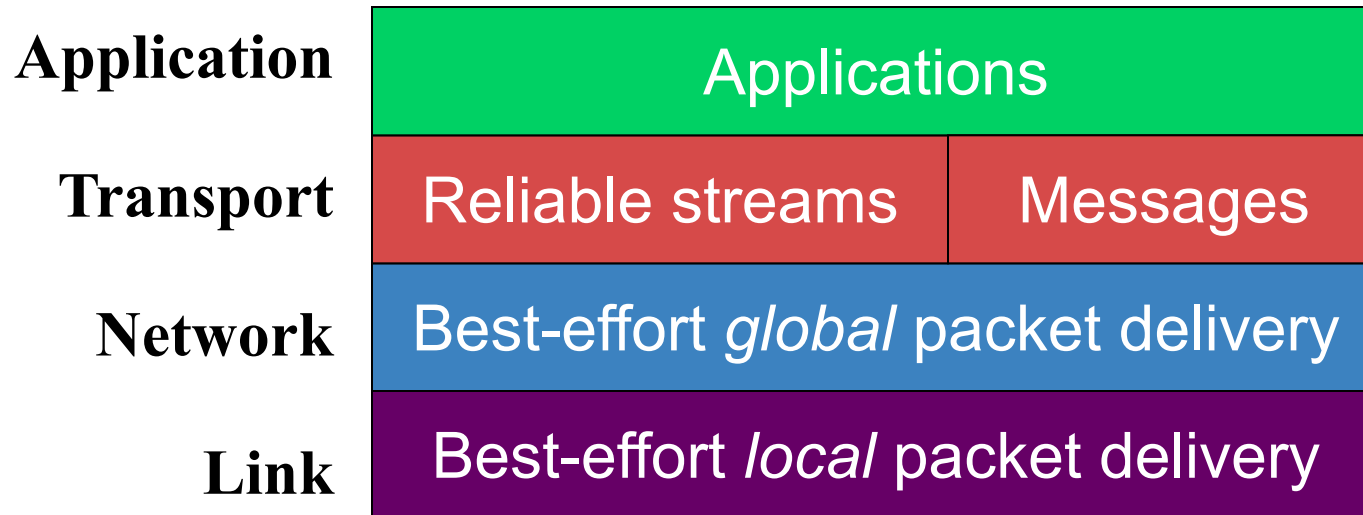 Application
Applications
Transport
Reliable streams
Messages
Network
Best-effort global packet delivery
Link
Best-effort local packet delivery